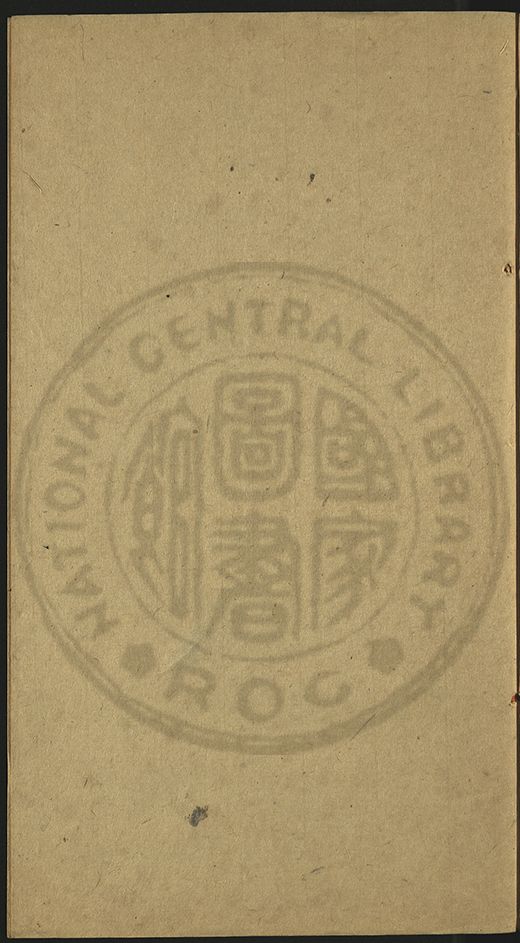 NATIONAL CENTRAL LIBRARY
國家
圖書
館
ROC